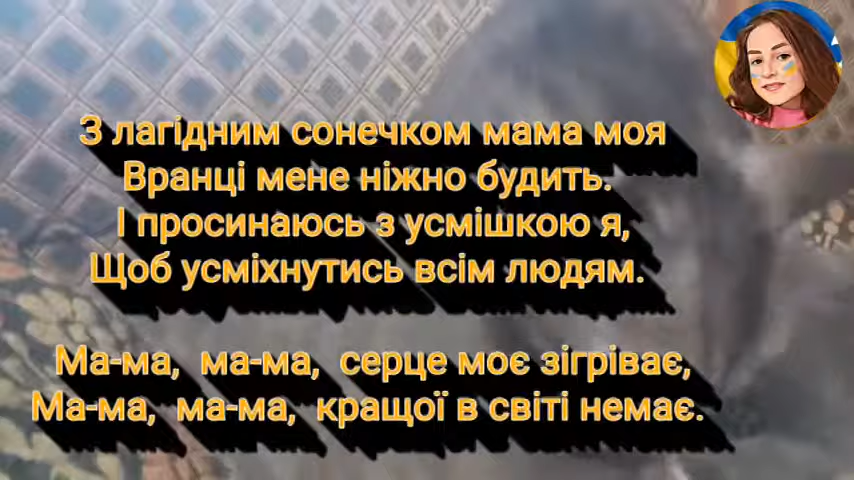 З лагідним сонечком мама моя
Вранці мене ніжно будить.
І просинаюсь з усмішкою я,
Щоб усміхнутись всім людям.
Ма-ма, ма-ма, серце моє зігріває,
Ма-ма, ма-ма, кращої в світі немає.